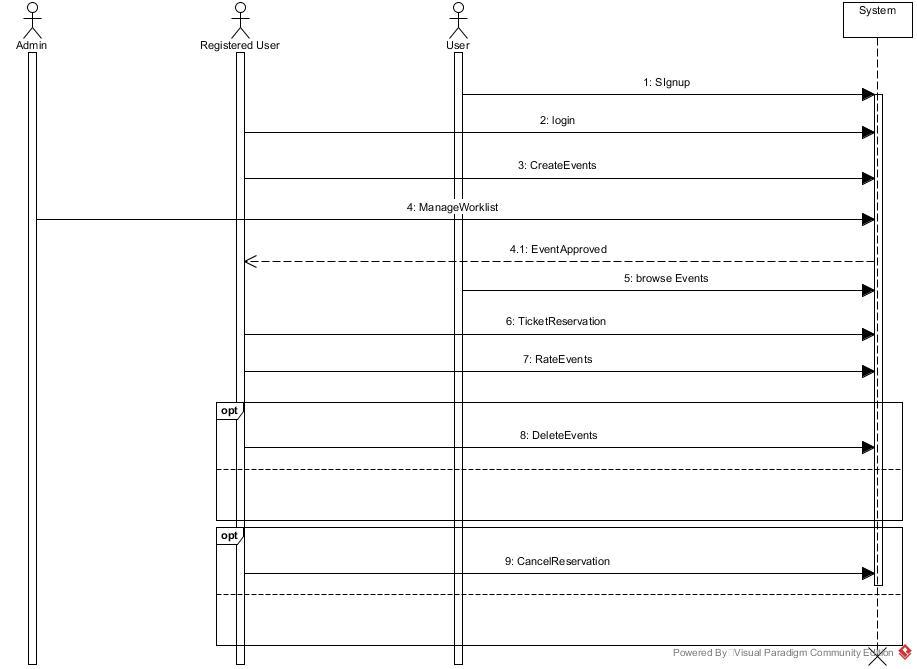 Admin
Registered User
User
System
1: SIgnup
2: login
3: CreateEvents
4: ManageWorklist
4.1: EventApproved
5: browse Events
6: TicketReservation
7: RateEvents
opt
8: DeleteEvents
opt
9: CancelReservation
Powered By Visual Paradigm Community Edition